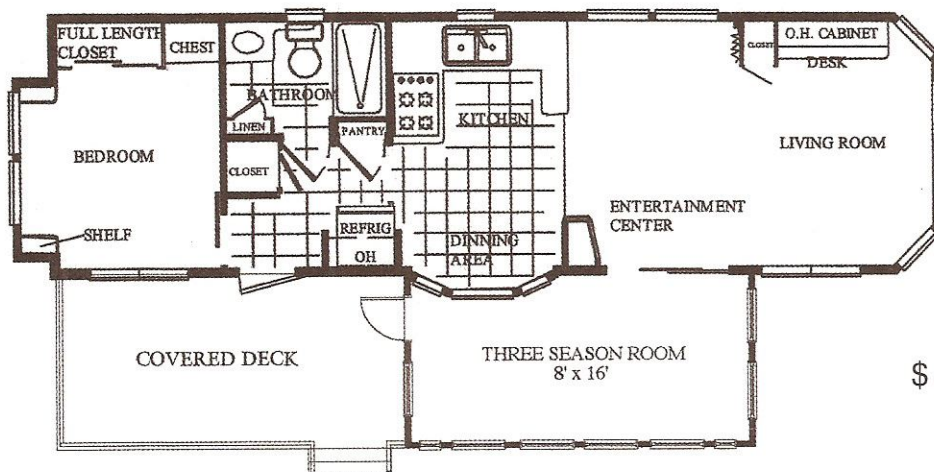 FULL LENGTH
CLOSET
CHEST
BATHROOM
LINEN
PANTRY
KITCHEN
CLOSET
O.H. CABINET
DESK
LIVING ROOM
BEDROOM
CLOSET
SHELF
REFRIG
OH
DINNING
AREA
ENTERTAINMENT
CENTER
COVERED DECK
THREE SEASON ROOM
8' x 16'
$